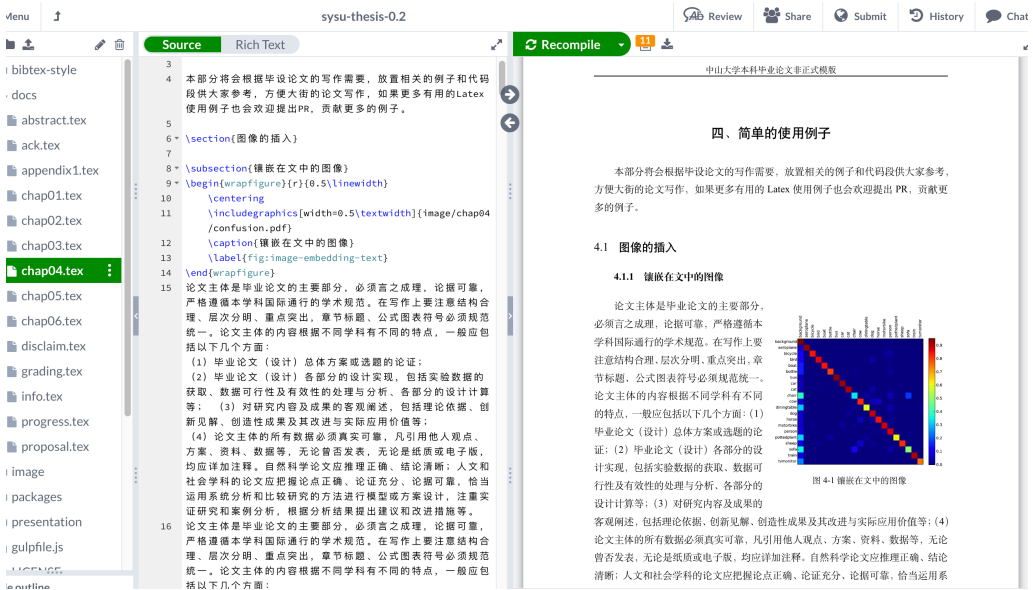 Menu
sysu-thesis-0.2
Review
Share
Submit
History
Chat
Source
Rich Text
Recompile
11
bibtex-style
docs
abstract.tex
ack.tex
appendix1.tex
chap01.tex
chap02.tex
chap03.tex
chap04.tex
chap05.tex
chap06.tex
disclaim.tex
grading.tex
info.tex
progress.tex
proposal.tex
image
packages
presentation
gulpfile.js
LICENSE
e outline
3
4 本部分将会根据毕设论文的写作需要，放置相关的例子和代码
段供大家参考，方便大街的论文写作，如果更多有用的Latex
使用例子也会欢迎提出PR，贡献更多的例子。
5
6 \section{图像的插入}
7
8 \subsection{镶嵌在文中的图像}
9 \begin{wrapfigure}{r}{0.5\linewidth}
10 \centering
11 \includegraphics[width=0.5\textwidth]{image/chap04
/confusion.pdf}
12 \caption{镶嵌在文中的图像}
13 \label{fig:image-embedding-text}
14 \end{wrapfigure}
15 论文主体是毕业论文的主要部分，必须言之成理，论据可靠，
严格遵循本学科国际通行的学术规范。在写作上要注意结构合
理、层次分明、重点突出，章节标题、公式图表符号必须规范
统一。论文主体的内容根据不同学科有不同的特点，一般应包
括以下几个方面：
（1）毕业论文（设计）总体方案或选题的论证；
（2）毕业论文（设计）各部分的设计实现，包括实验数据的
获取、数据可行性及有效性的处理与分析、各部分的设计计算
等； （3）对研究内容及成果的客观阐述，包括理论依据、创
新见解、创造性成果及其改进与实际应用价值等；
（4）论文主体的所有数据必须真实可靠，凡引用他人观点、
方案、资料、数据等，无论曾否发表，无论是纸质或电子版，
均应详加注释。自然科学论文应推理正确、结论清晰；人文和
社会学科的论文应把握论点正确、论证充分、论据可靠，恰当
运用系统分析和比较研究的方法进行模型或方案设计，注重实
证研究和案例分析，根据分析结果提出建议和改进措施等。
16 论文主体是毕业论文的主要部分，必须言之成理，论据可靠，
严格遵循本学科国际通行的学术规范。在写作上要注意结构合
理、层次分明、重点突出，章节标题、公式图表符号必须规范
统一。论文主体的内容根据不同学科有不同的特点，一般应包
括以下几个方面：
中山大学本科毕业论文非正式模版
四、简单的使用例子
本部分将会根据毕设论文的写作需要，放置相关的例子和代码段供大家参考，
方便大街的论文写作，如果更多有用的 Latex 使用例子也会欢迎提出 PR，贡献更
多的例子。
4.1 图像的插入
4.1.1 镶嵌在文中的图像
论文主体是毕业论文的主要部分，
必须言之成理，论据可靠，严格遵循本
学科国际通行的学术规范。在写作上要
注意结构合理、层次分明、重点突出，章
节标题、公式图表符号必须规范统一。
论文主体的内容根据不同学科有不同
的特点，一般应包括以下几个方面：（1）
毕业论文（设计）总体方案或选题的论
证；（2）毕业论文（设计）各部分的设
计实现，包括实验数据的获取、数据可
行性及有效性的处理与分析、各部分的
设计计算等；（3）对研究内容及成果的
客观阐述，包括理论依据、创新见解、创造性成果及其改进与实际应用价值等；（4）
论文主体的所有数据必须真实可靠，凡引用他人观点、方案、资料、数据等，无论
曾否发表，无论是纸质或电子版，均应详加注释。自然科学论文应推理正确、结论
清晰；人文和社会学科的论文应把握论点正确、论证充分、论据可靠，恰当运用系
background
aeroplane
bicycle
bird
boat
bottle
bus
car
cat
chair
cow
diningtable
dog
horse
motorbike
person
pottedplant
sheep
sofa
train
tvmonitor
0.9
0.8
0.7
0.6
0.5
0.4
0.3
0.2
0.1
0.0
图 4-1 镶嵌在文中的图像